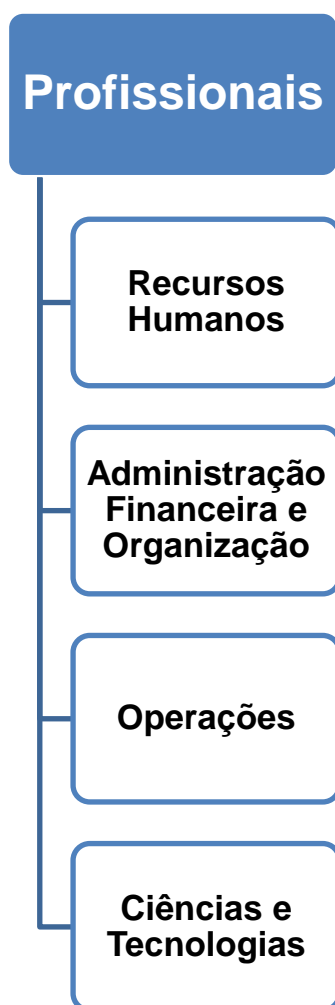 Profissionais
Recursos
Humanos
Administração
Financeira e
Organização
Operações
Ciências e
Tecnologias